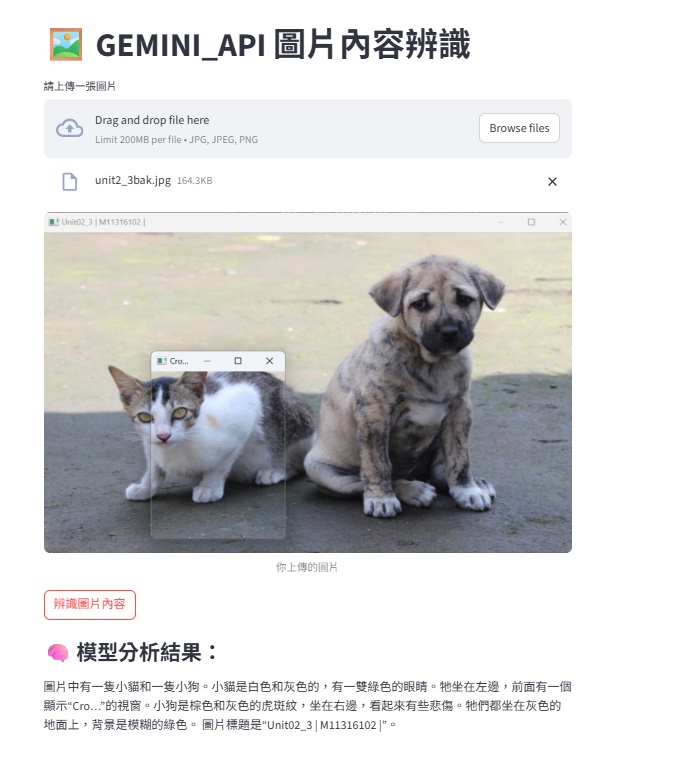 GEMINI_API 圖片內容辨識
請上傳一張圖片
Drag and drop file here
Limit 200MB per file • JPG, JPEG, PNG
Browse files
unit2_3bak.jpg 164.3KB
Unit02_3 | M11316102 |
Cro...
你上傳的圖片
辨識圖片內容
模型分析結果：
圖片中有一隻小貓和一隻小狗。小貓是白色和灰色的，有一雙綠色的眼睛。牠坐在左邊，前面有一個
顯示“Cro...”的視窗。小狗是棕色和灰色的虎斑紋，坐在右邊，看起來有些悲傷。牠們都坐在灰色的
地面上，背景是模糊的綠色。 圖片標題是“Unit02_3 | M11316102 |”。